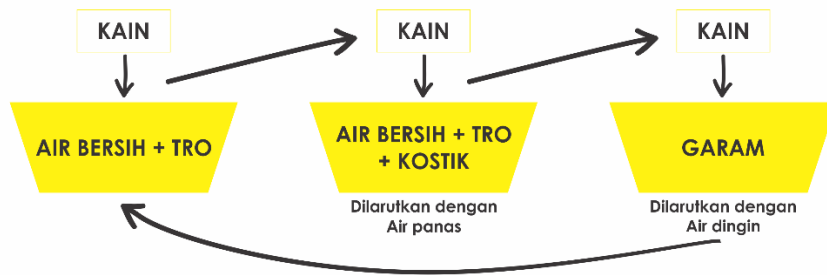 KAIN
KAIN
KAIN
AIR BERSIH + TRO
AIR BERSIH + TRO
+ KOSTIK
GARAM
Dilarutkan dengan
Air panas
Dilarutkan dengan
Air dingin